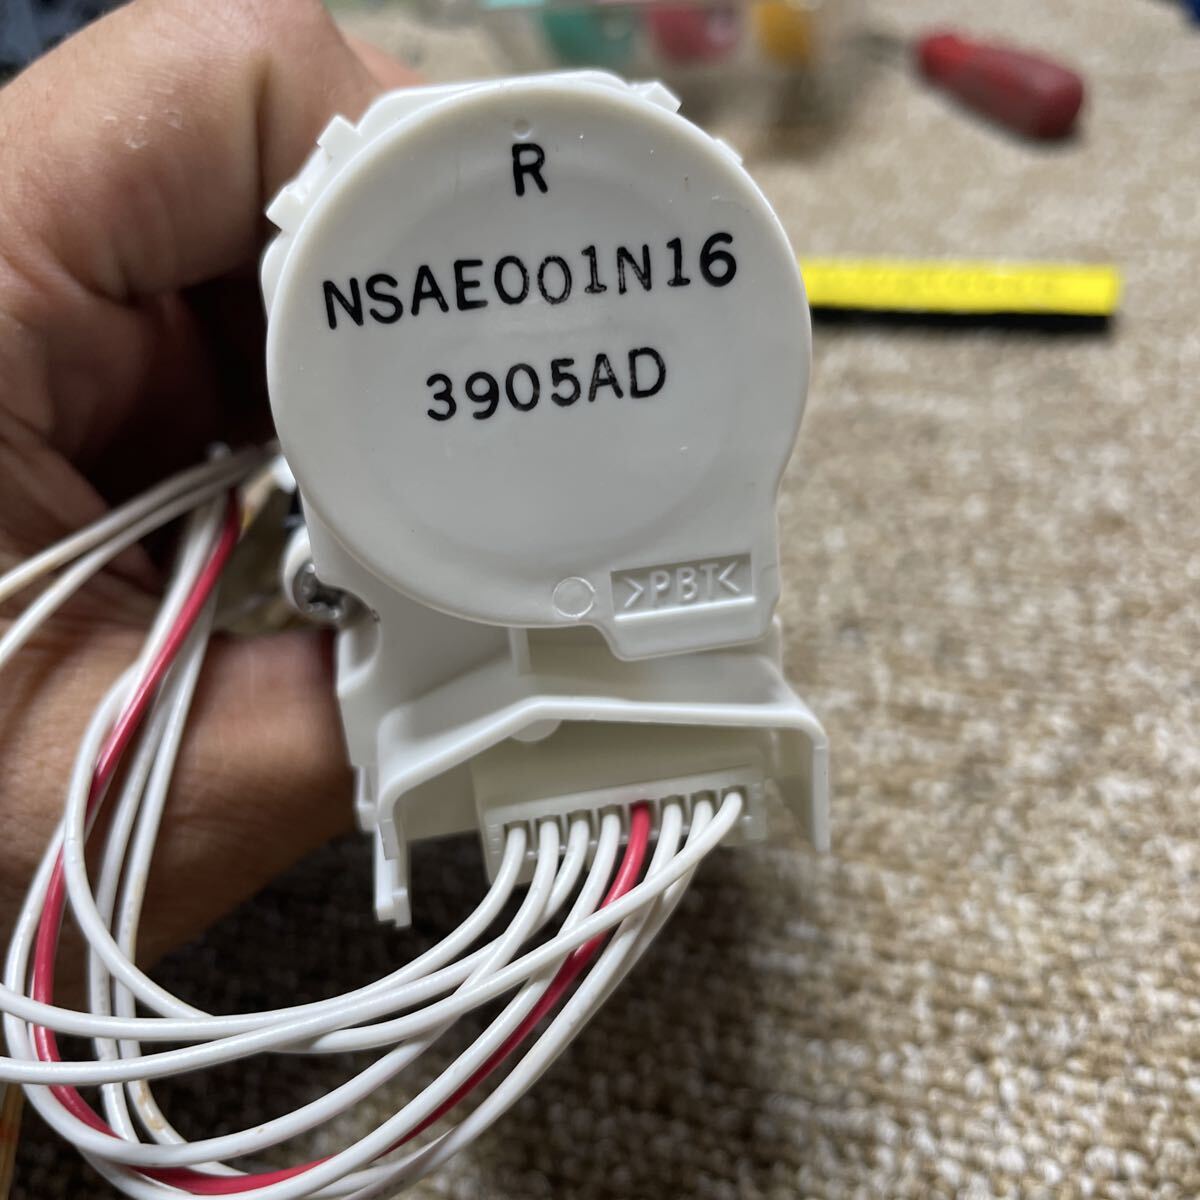 R
NSAE001N16
3905AD
>PBT<